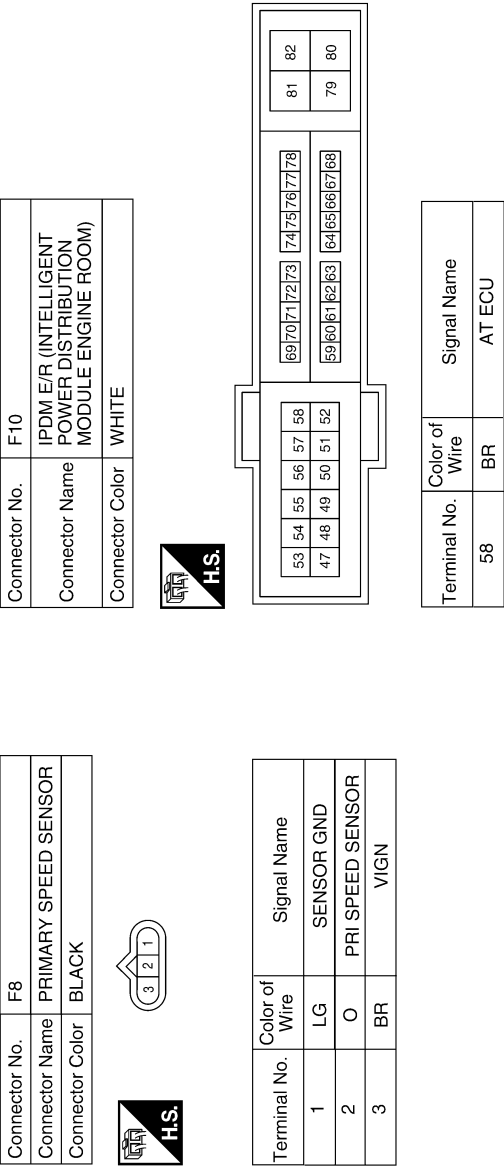 Connector No. F8
Connector Name PRIMARY SPEED SENSOR
Connector Color BLACK
H.S.
3 2 1
Terminal No. Color of Wire Signal Name
1 LG SENSOR GND
2 O PRI SPEED SENSOR
3 BR VIGN
Connector No. F10
Connector Name IPDM E/R (INTELLIGENT
POWER DISTRIBUTION
MODULE ENGINE ROOM)
Connector Color WHITE
H.S.
53 54 55 56 57 58
47 48 49 50 51 52
69 70 71 72 73
59 60 61 62 63
74 75 76 77 78
64 65 66 67 68
81 82
79 80
Terminal No. Color of Wire Signal Name
58 BR AT ECU